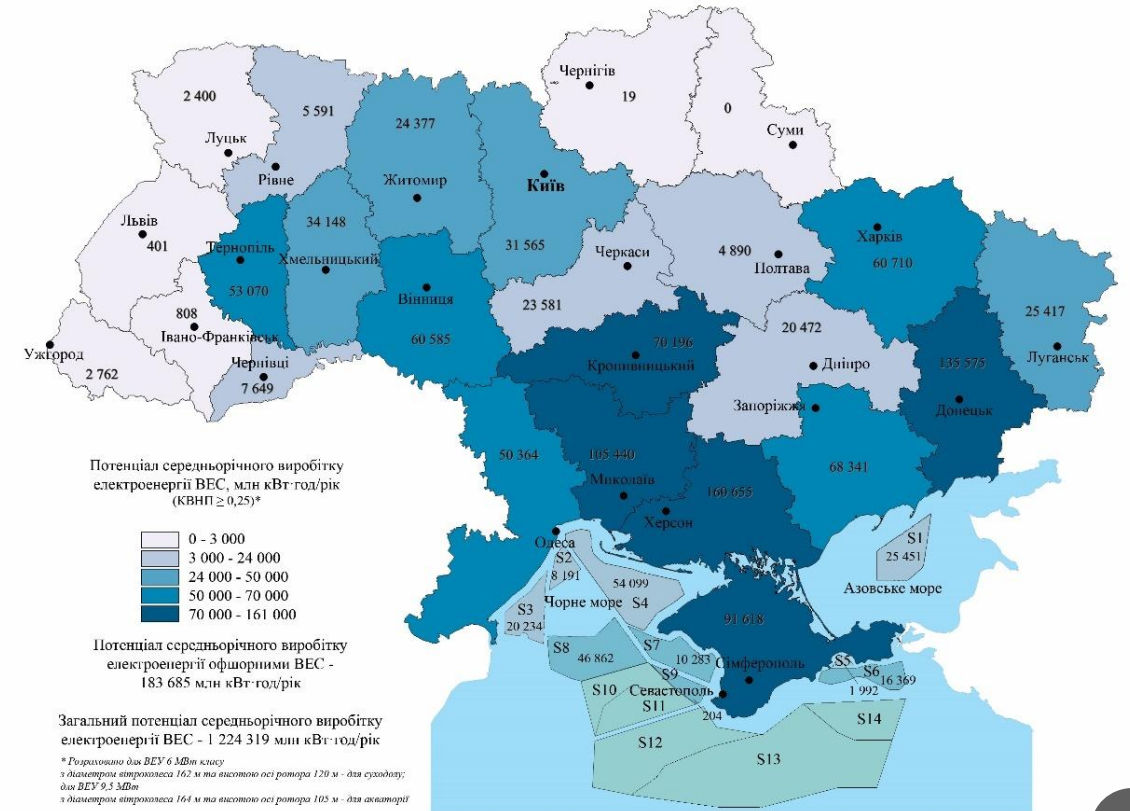 Чернігів
19
0
Суми
2 400
Луцьк
5 591
Рівне
24 377
Житомир
Київ
31 565
Львів
401
Тернопіль
53 070
34 148
Хмельницький
Вінниця
60 585
Черкаси
23 581
4 890
Полтава
Харків
60 710
25 417
Луганськ
808
Івано-Франківськ
Ужгород
2 762
Чернівці
7 649
70 196
Кропивницький
20 472
Дніпро
135 575
Донецьк
Запоріжжя
68 341
50 364
105 440
Миколаїв
160 655
Херсон
Одеса
S1
25 451
Азовське море
S2
8 191
54 099
S4
Чорне море
S3
20 234
91 618
Сімферополь
S8
46 862
S7
10 283
S9
Севастополь
204
S5
S6
16 369
1 992
S10
S11
S12
S13
S14
Потенціал середньорічного виробітку
електроенергії ВЕС, млн кВт·год/рік
(КВНП ≥ 0,25)*
0 - 3 000
3 000 - 24 000
24 000 - 50 000
50 000 - 70 000
70 000 - 161 000
Потенціал середньорічного виробітку
електроенергії офшорними ВЕС -
183 685 млн кВт·год/рік
Загальний потенціал середньорічного виробітку
електроенергії ВЕС - 1 224 319 млн кВт·год/рік
* Розраховано для ВЕУ 6 МВт класу
з діаметром вітроколеса 162 м та висотою осі ротора 120 м - для суходолу;
для ВЕУ 9,5 МВт
з діаметром вітроколеса 164 м та висотою осі ротора 105 м - для акваторії